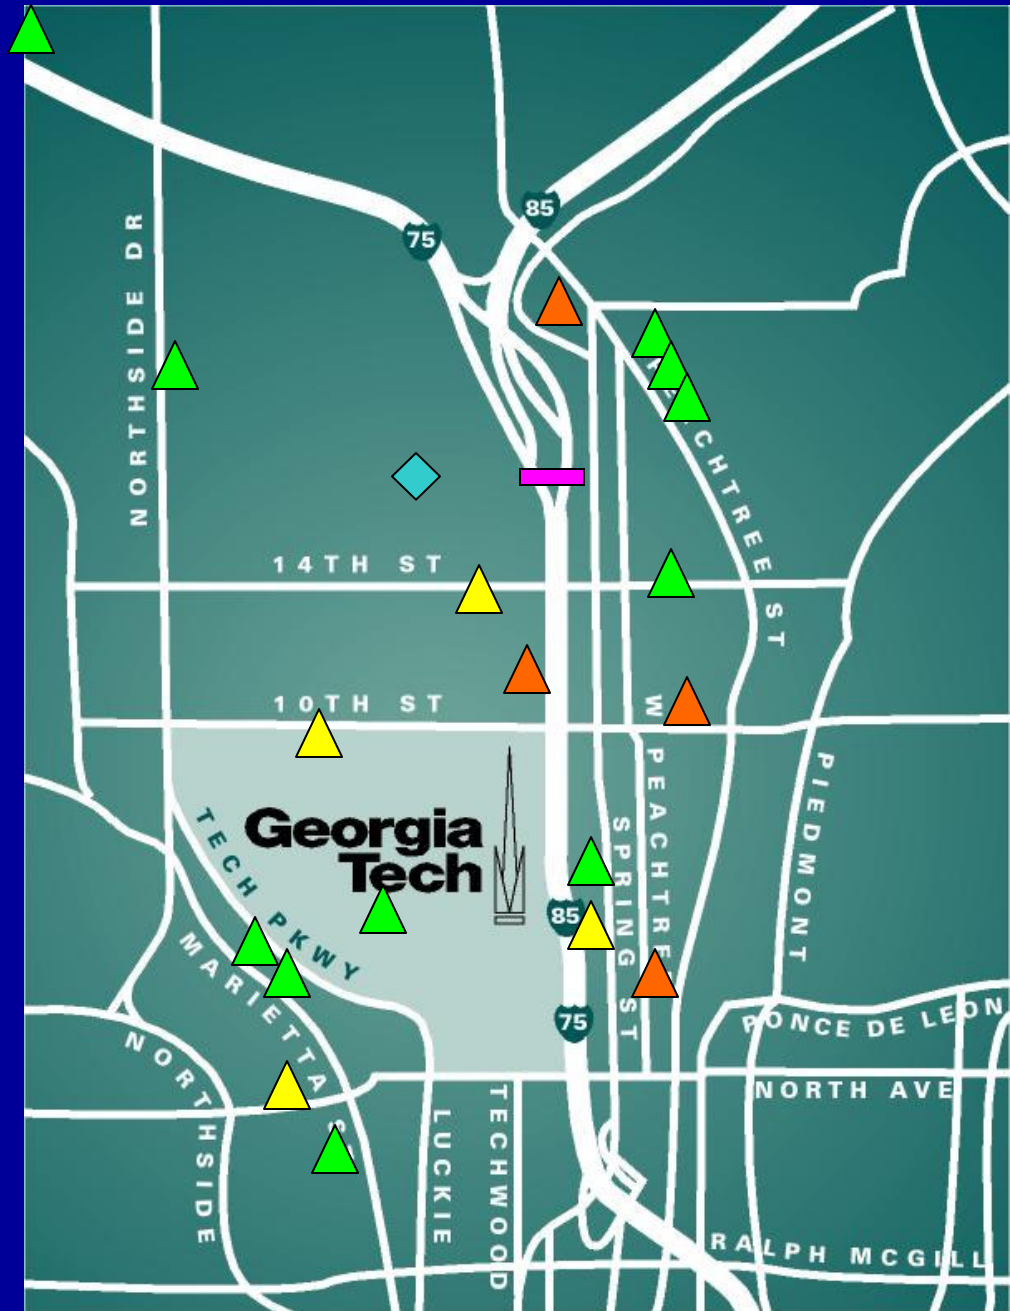 85
75
NORTHSIDE DR
PEACHTREE ST
14TH ST
10TH ST
W PEACHTREE
PIEDMONT
SPRING ST
TECH PKWY
Georgia
Tech
85
MARIETTA ST
75
PONCE DE LEON
NORTH AVE
NORTHSIDE
LUCKIE
TECHWOOD
RALPH MCGILL